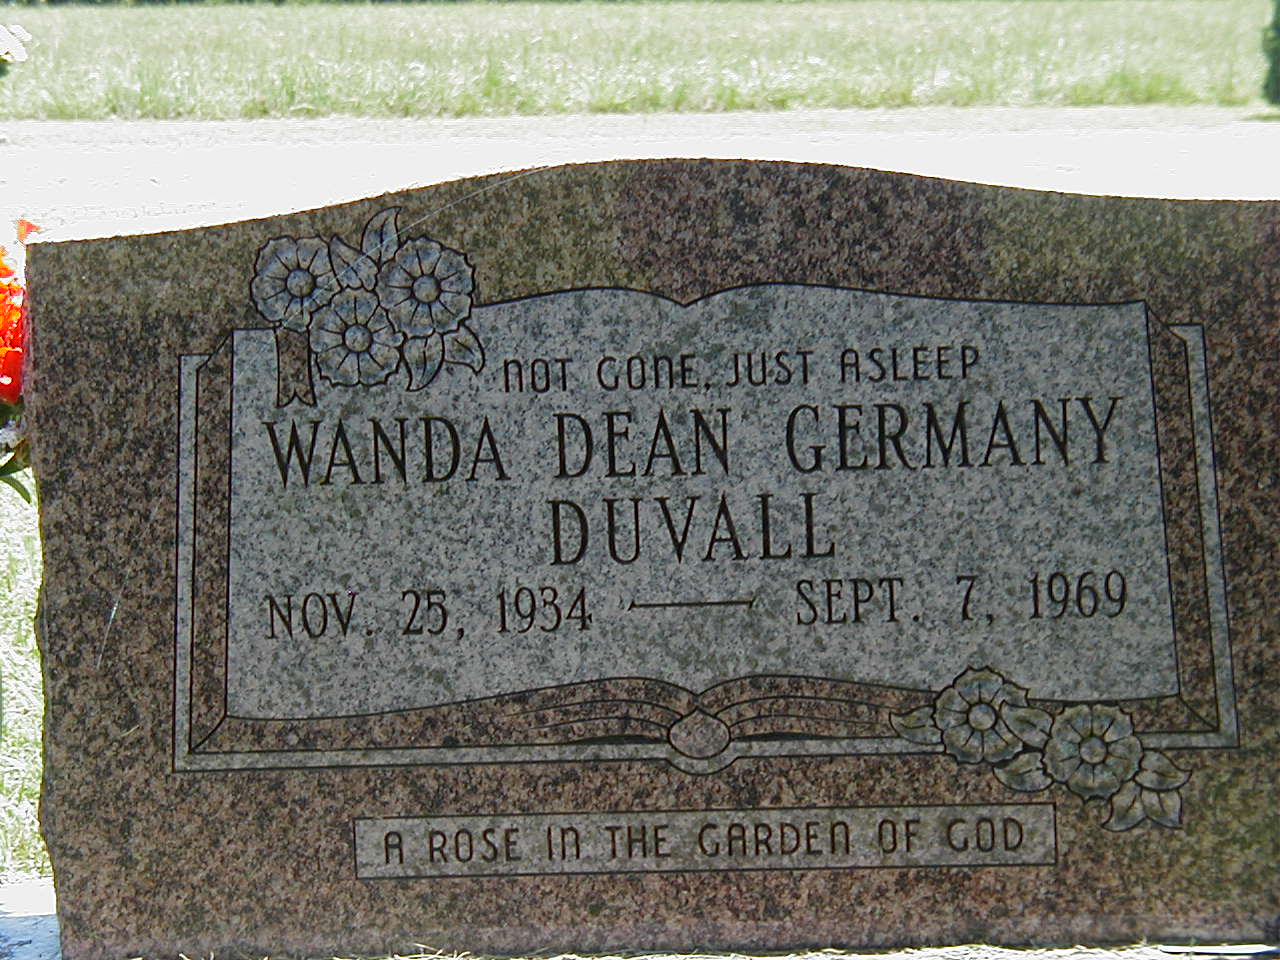 NOT GONE, JUST ASLEEP
WANDA DEAN GERMANY
DUVALL
NOV. 25, 1934 — SEPT. 7, 1969
A ROSE IN THE GARDEN OF GOD